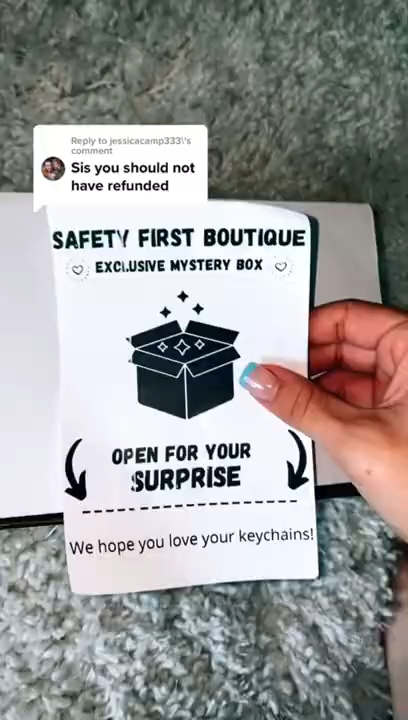 Reply to jessicacamp333\'s
comment
Sis you should not
have refunded
SAFETY FIRST BOUTIQUE
EXCLUSIVE MYSTERY BOX
OPEN FOR YOUR
SURPRISE
We hope you love your keychains!